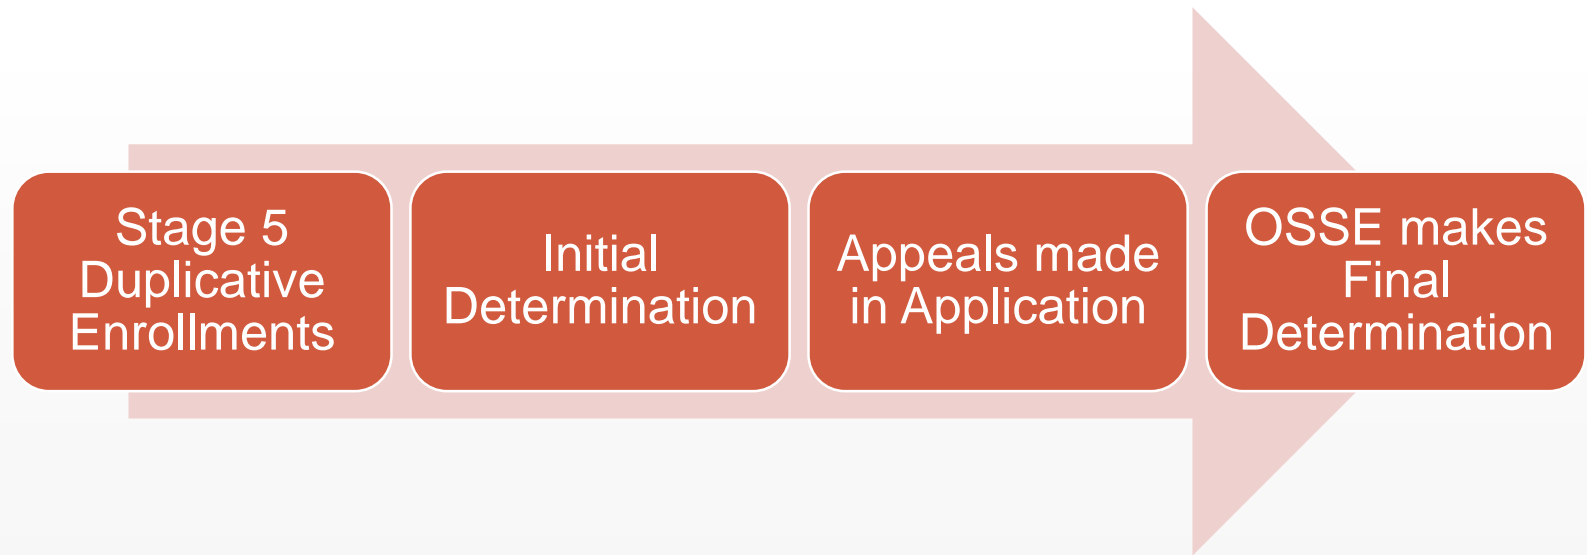 Stage 5
Duplicative
Enrollments
Initial
Determination
Appeals made
in Application
OSSE makes
Final
Determination